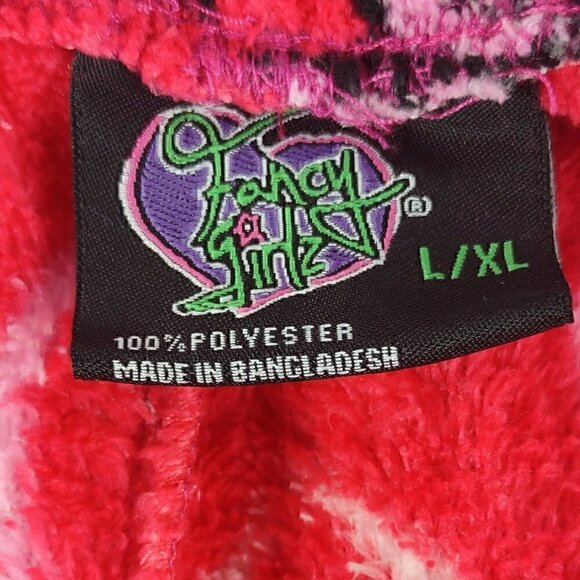 Fancy
girlz ®
L/XL
100% POLYESTER
MADE IN BANGLADESH